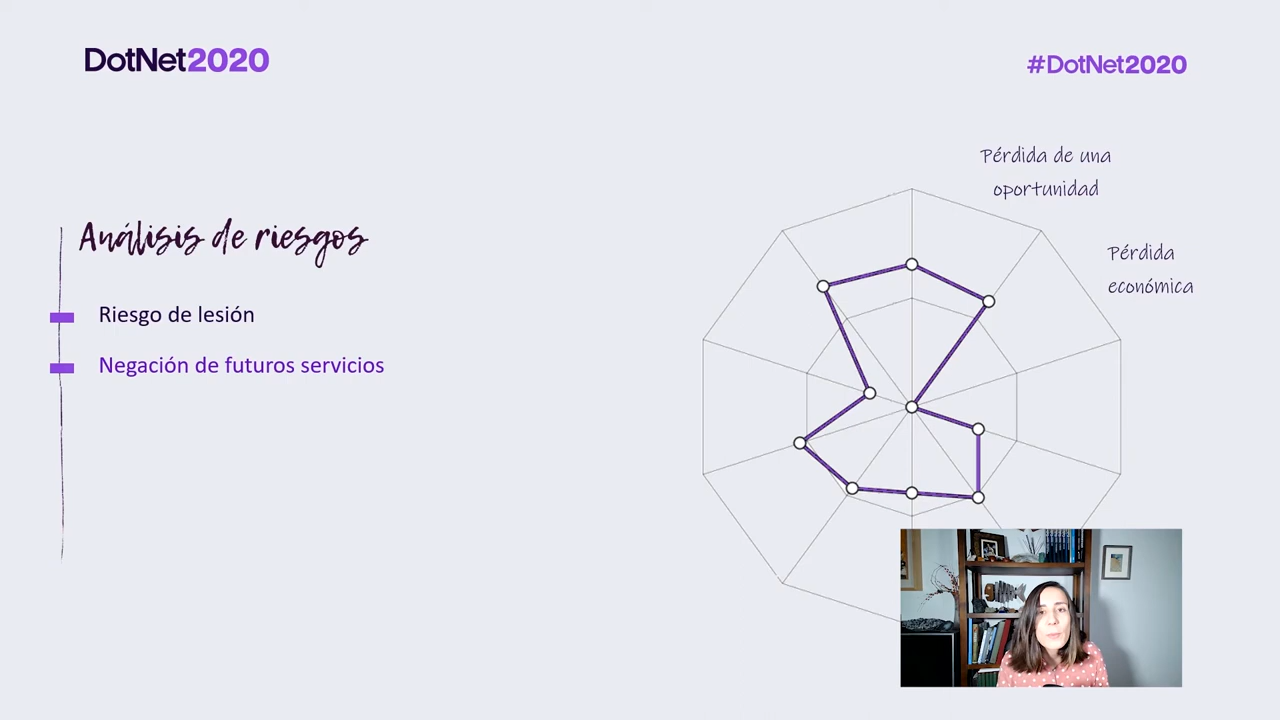 DotNet2020
#DotNet2020
Análisis de riesgos
Riesgo de lesión
Negación de futuros servicios
Pérdida de una
oportunidad
Pérdida
económica